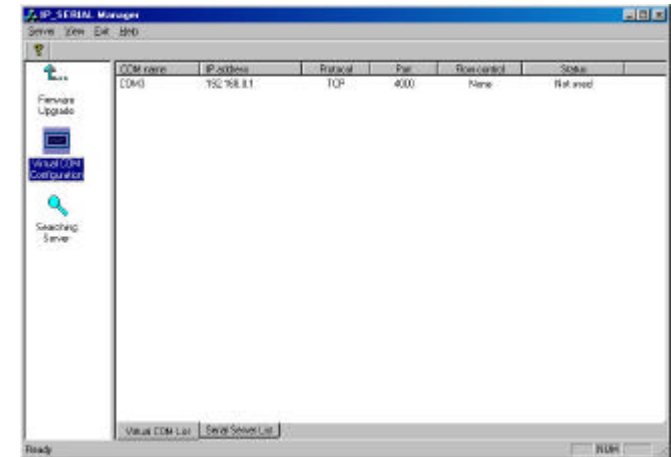 IP_SERIAL Manager
Server View Exit Help
COM name IP address Protocol Port Flow control Status
COM3 192.168.0.1 TCP 4000 None Not used
Firmware
Upgrade
Virtual COM
Configuration
Searching
Server
Virtual COM List Serial Server List
Ready NUM